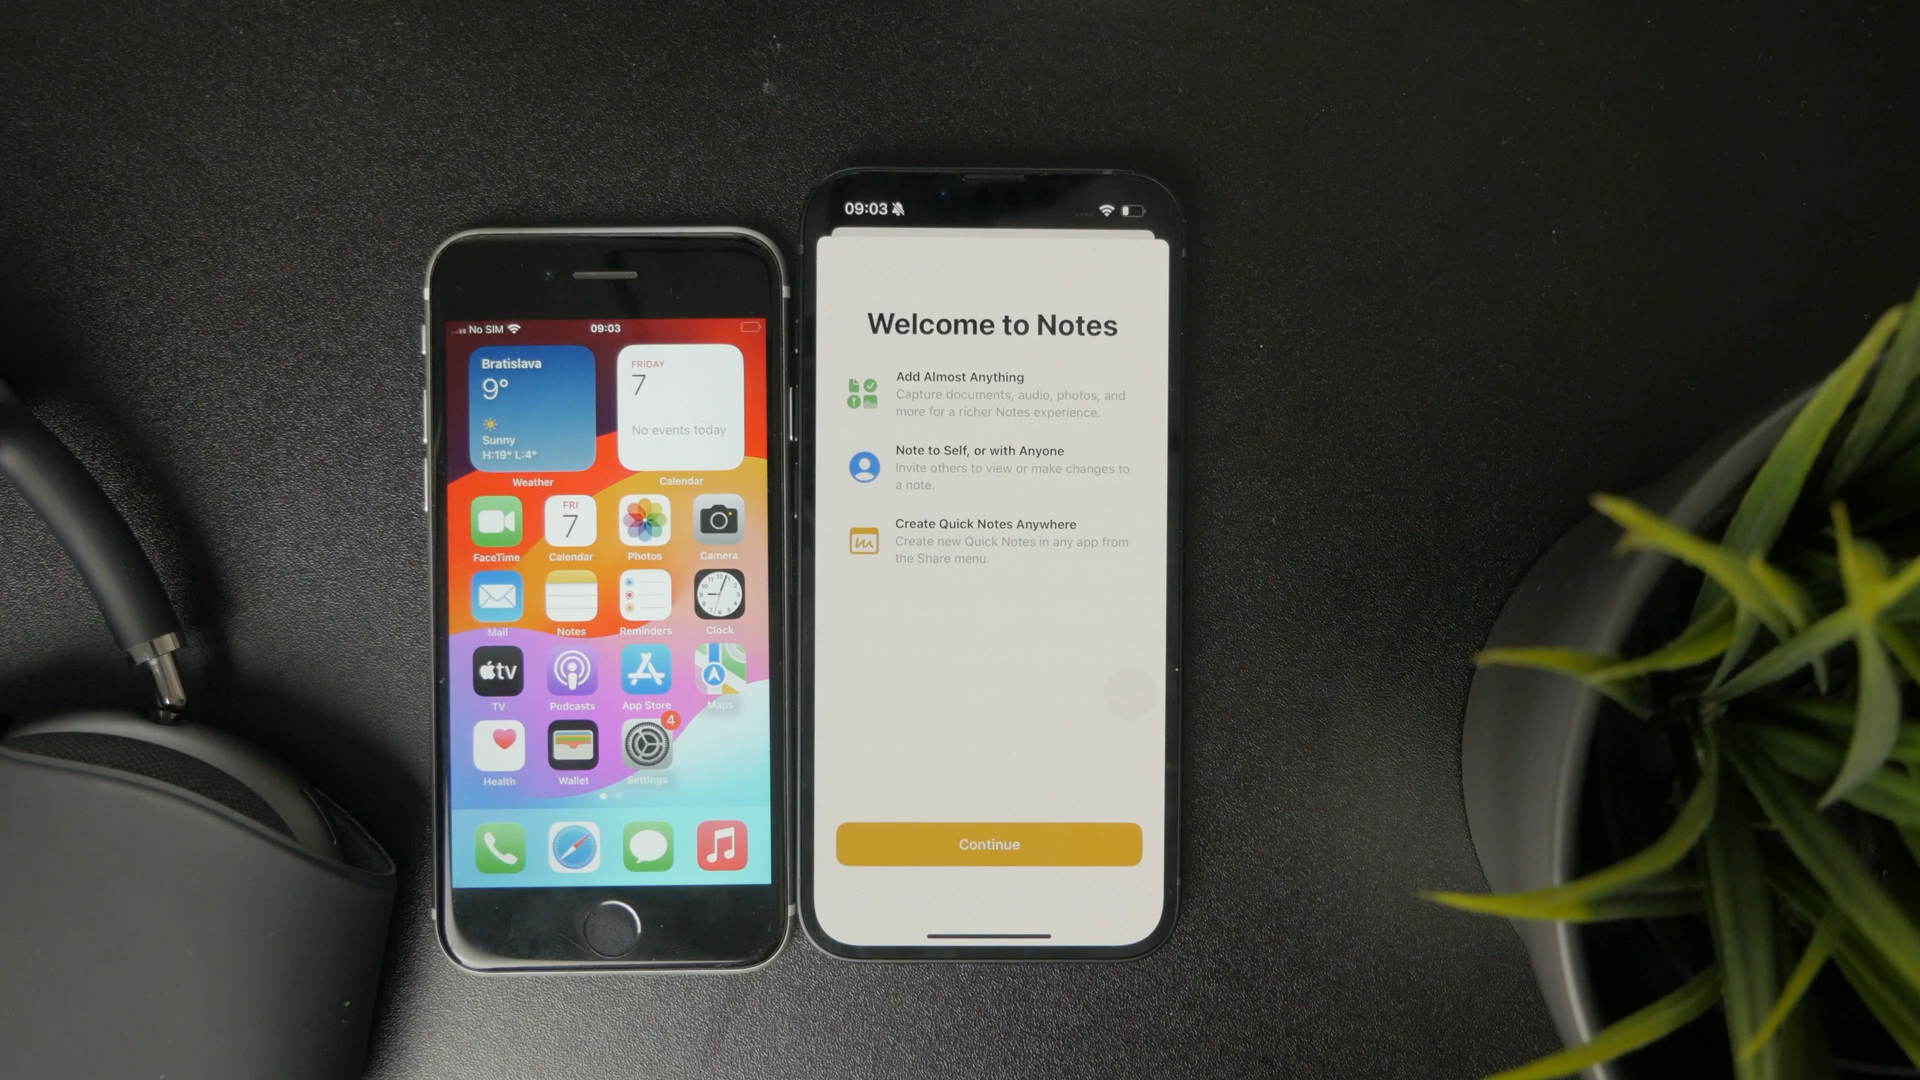 No SIM 09:03
Bratislava
9°
Sunny
H:19° L:4°
Weather
FRIDAY
7
No events today
Calendar
FaceTime
FRI
7
Calendar
Photos
Camera
Mail
Notes
Reminders
Clock
tv
TV
Podcasts
App Store
Maps
Health
Wallet
4
Settings
09:03
Welcome to Notes
Add Almost Anything
Capture documents, audio, photos, and
more for a richer Notes experience.
Note to Self, or with Anyone
Invite others to view or make changes to
a note.
Create Quick Notes Anywhere
Create new Quick Notes in any app from
the Share menu.
Continue